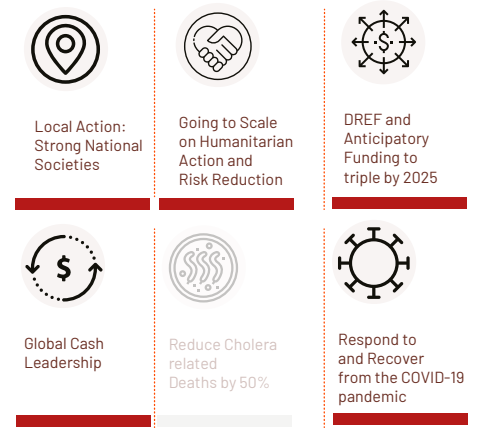 Local Action:
Strong National
Societies
Going to Scale
on Humanitarian
Action and
Risk Reduction
$
DREF and
Anticipatory
Funding to
triple by 2025
$
Global Cash
Leadership
Reduce Cholera
related
Deaths by 50%
Respond to
and Recover
from the COVID-19
pandemic